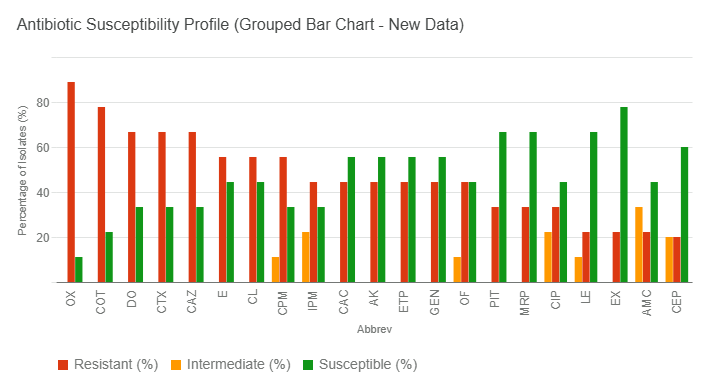 Antibiotic Susceptibility Profile (Grouped Bar Chart - New Data)
Percentage of Isolates (%)
80
60
40
20
OX
COT
DO
CTX
CAZ
E
CL
CPM
IPM
CAC
AK
ETP
GEN
OF
PIT
MRP
CIP
LE
EX
AMC
CEP
Abbrev
Resistant (%) Intermediate (%) Susceptible (%)